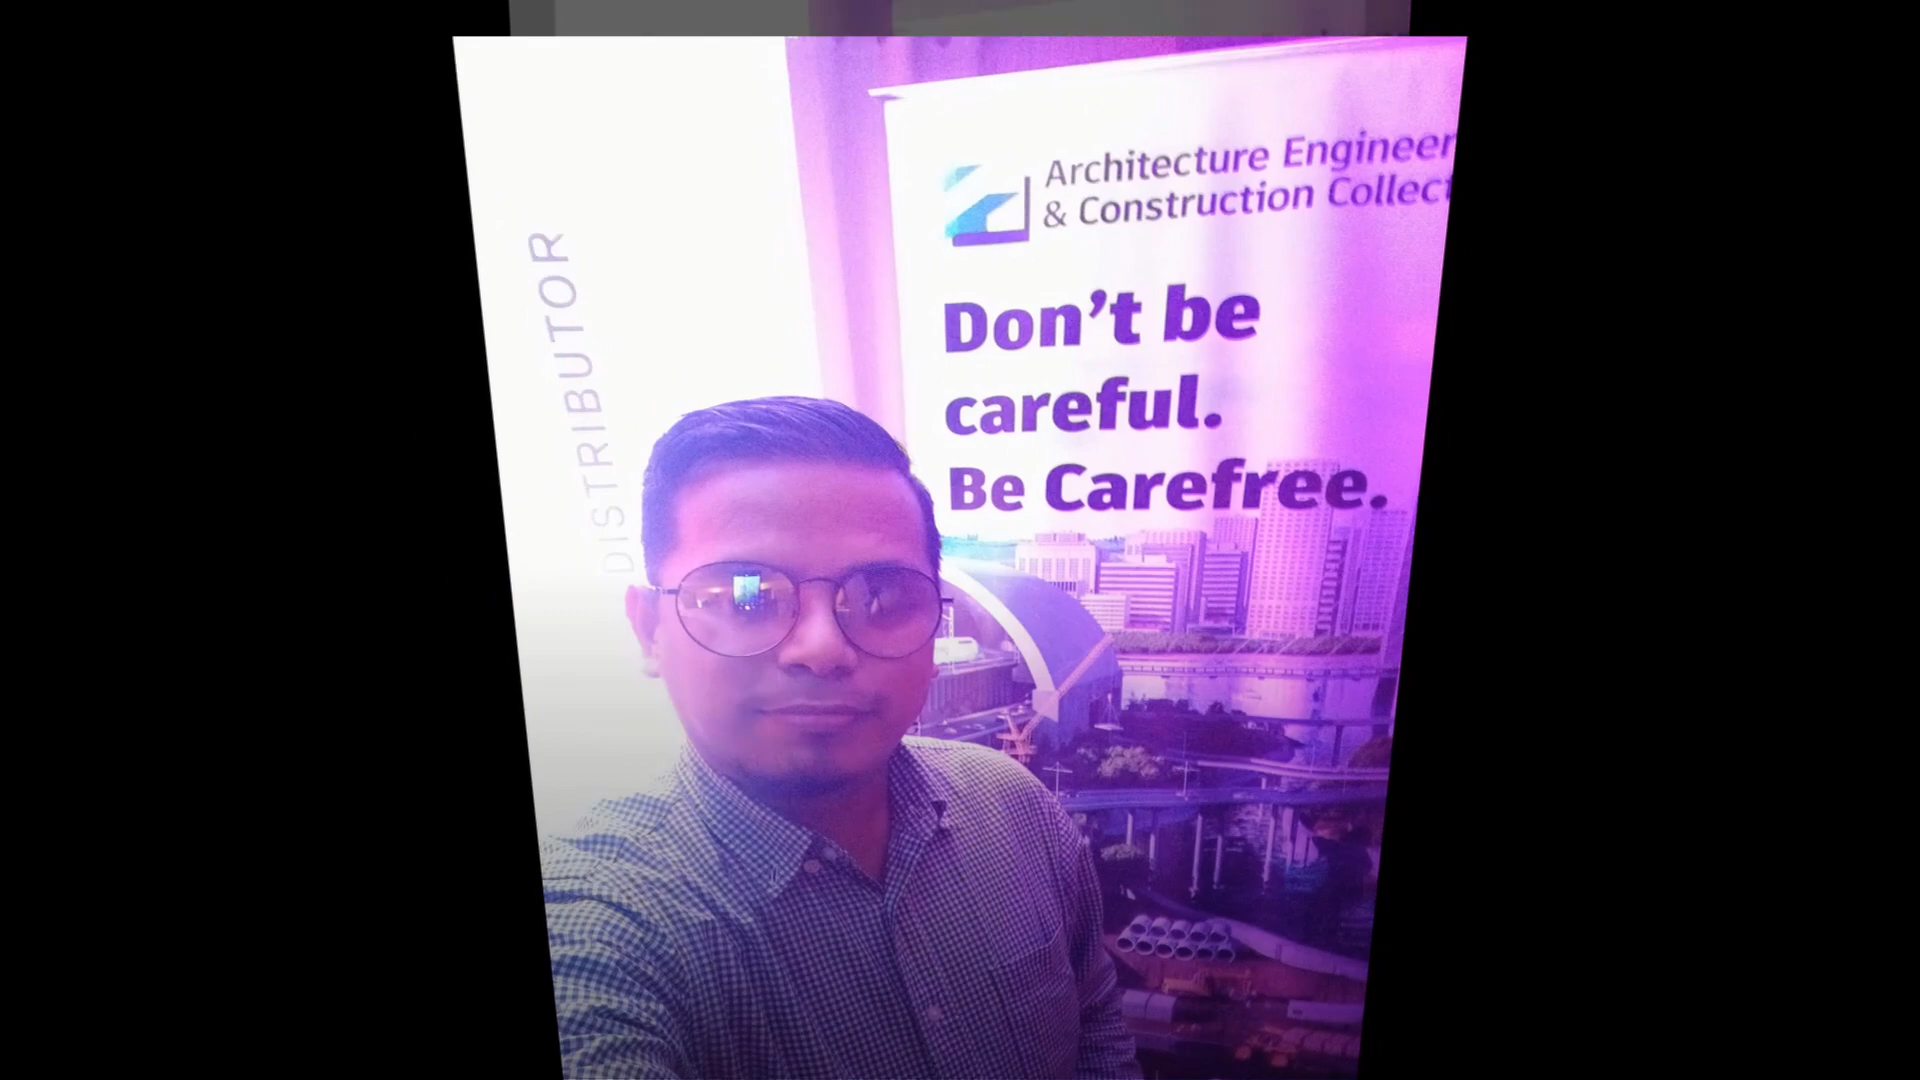 DISTRIBUTOR
Architecture Engineer
& Construction Collect
Don't be
careful.
Be Carefree.